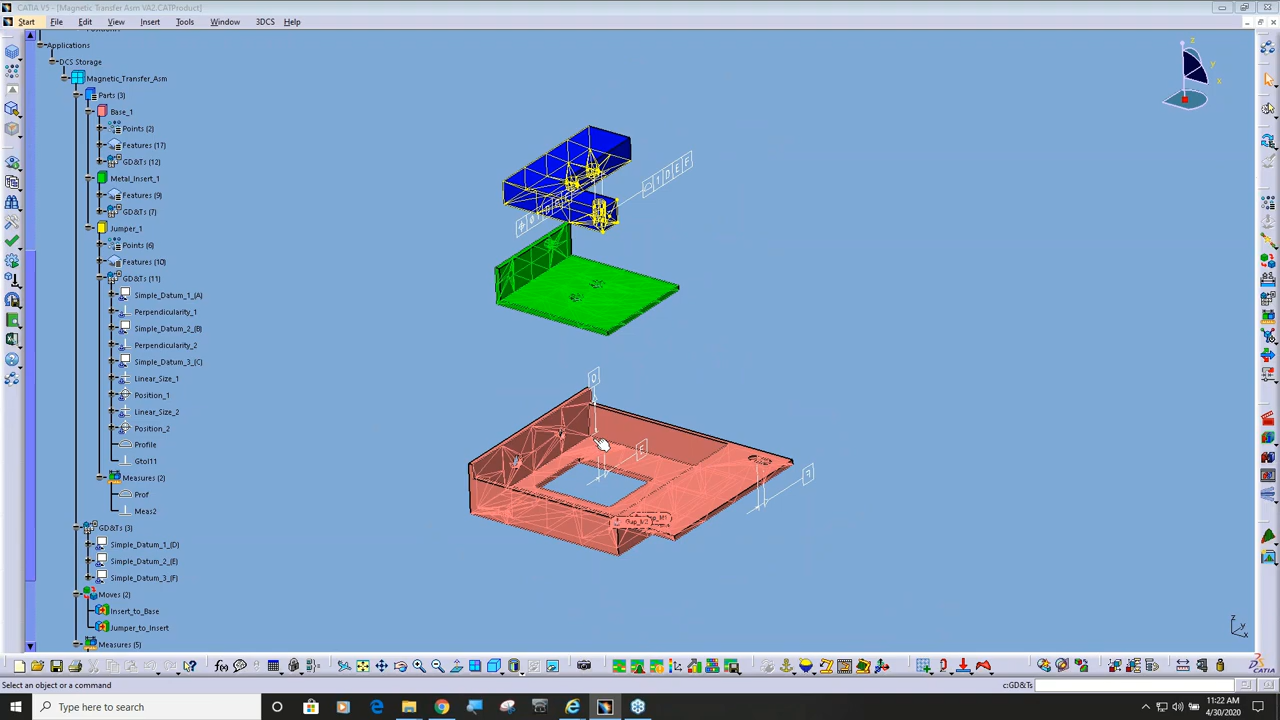 CATIA V5 - [Magnetic Transfer Asm VA2.CATProduct]
Start File Edit View Insert Tools Window 3DCS Help
Applications
DCS Storage
Magnetic_Transfer_Asm
Parts (3)
Base_1
Points (2)
Features (17)
GD&Ts (12)
Metal_Insert_1
Features (9)
GD&Ts (7)
Jumper_1
Points (6)
Features (10)
GD&Ts (11)
Simple_Datum_1_(A)
Perpendicularity_1
Simple_Datum_2_(B)
Perpendicularity_2
Simple_Datum_3_(C)
Linear_Size_1
Position_1
Linear_Size_2
Position_2
Profile
Gtol11
Measures (2)
Prof
Meas2
GD&Ts (3)
Simple_Datum_1_(D)
Simple_Datum_2_(E)
Simple_Datum_3_(F)
Moves (2)
Insert_to_Base
Jumper_to_Insert
Measures (5)
z
y
x
1 D E F
D
E
F
Gap_M2
z
y
x
Select an object or a command
c:GD&Ts
CATIA
Type here to search
11:22 AM
4/30/2020